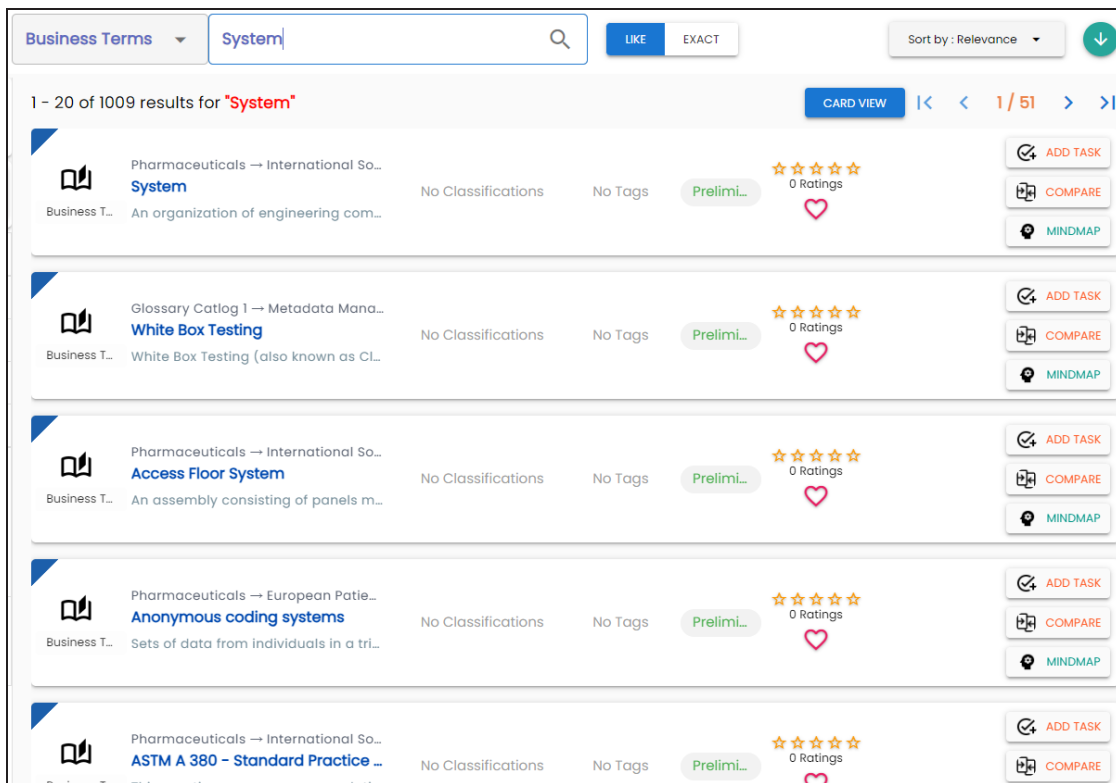 Business Terms
System
LIKE
EXACT
Sort by : Relevance
1 - 20 of 1009 results for "System"
CARD VIEW
1 / 51
Pharmaceuticals → International So...
System
An organization of engineering com...
Business T...
No Classifications
No Tags
Prelimi...
0 Ratings
ADD TASK
COMPARE
MINDMAP
Glossary Catlog 1 → Metadata Mana...
White Box Testing
White Box Testing (also known as Cl...
Business T...
No Classifications
No Tags
Prelimi...
0 Ratings
ADD TASK
COMPARE
MINDMAP
Pharmaceuticals → International So...
Access Floor System
An assembly consisting of panels m...
Business T...
No Classifications
No Tags
Prelimi...
0 Ratings
ADD TASK
COMPARE
MINDMAP
Pharmaceuticals → European Patie...
Anonymous coding systems
Sets of data from individuals in a tri...
Business T...
No Classifications
No Tags
Prelimi...
0 Ratings
ADD TASK
COMPARE
MINDMAP
Pharmaceuticals → International So...
ASTM A 380 - Standard Practice ...
No Classifications
No Tags
Prelimi...
0 Ratings
ADD TASK
COMPARE